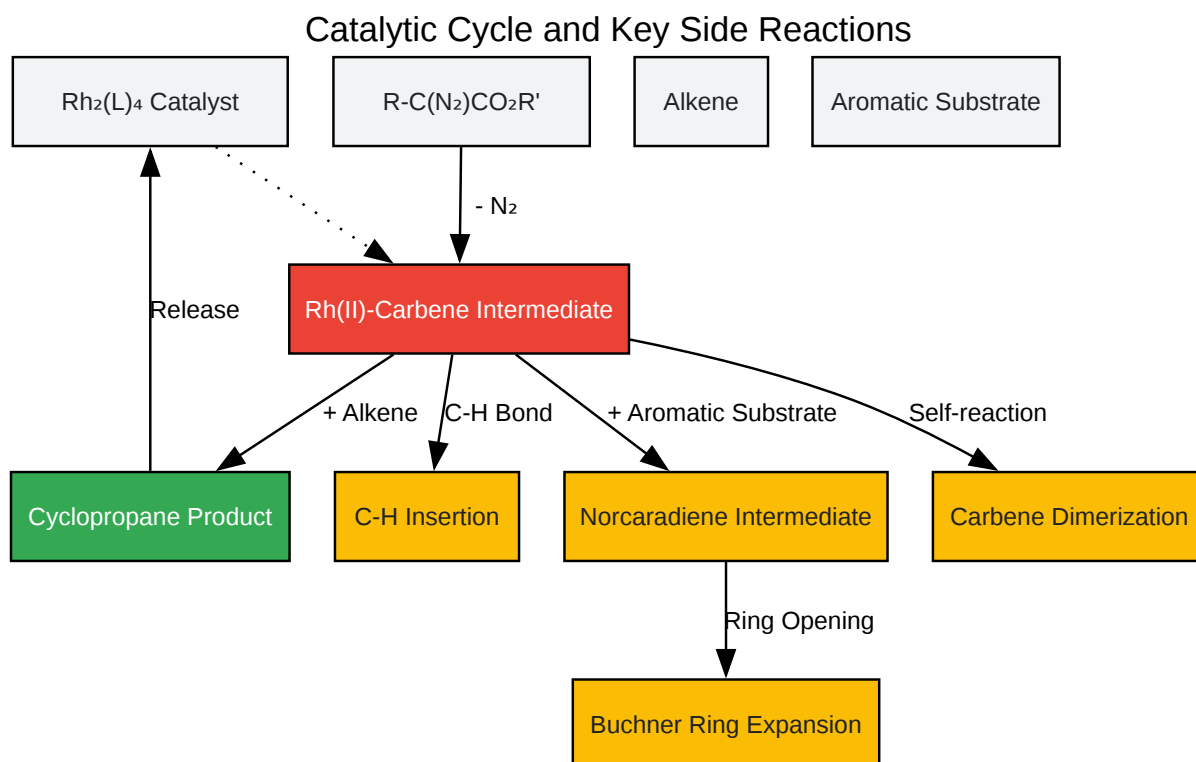 Catalytic Cycle and Key Side Reactions
Rh₂(L)₄ Catalyst
R-C(N₂)CO₂R'
Alkene
Aromatic Substrate
- N₂
Release
Rh(II)-Carbene Intermediate
+ Alkene
C-H Bond
+ Aromatic Substrate
Self-reaction
Cyclopropane Product
C-H Insertion
Norcaradiene Intermediate
Carbene Dimerization
Ring Opening
Buchner Ring Expansion